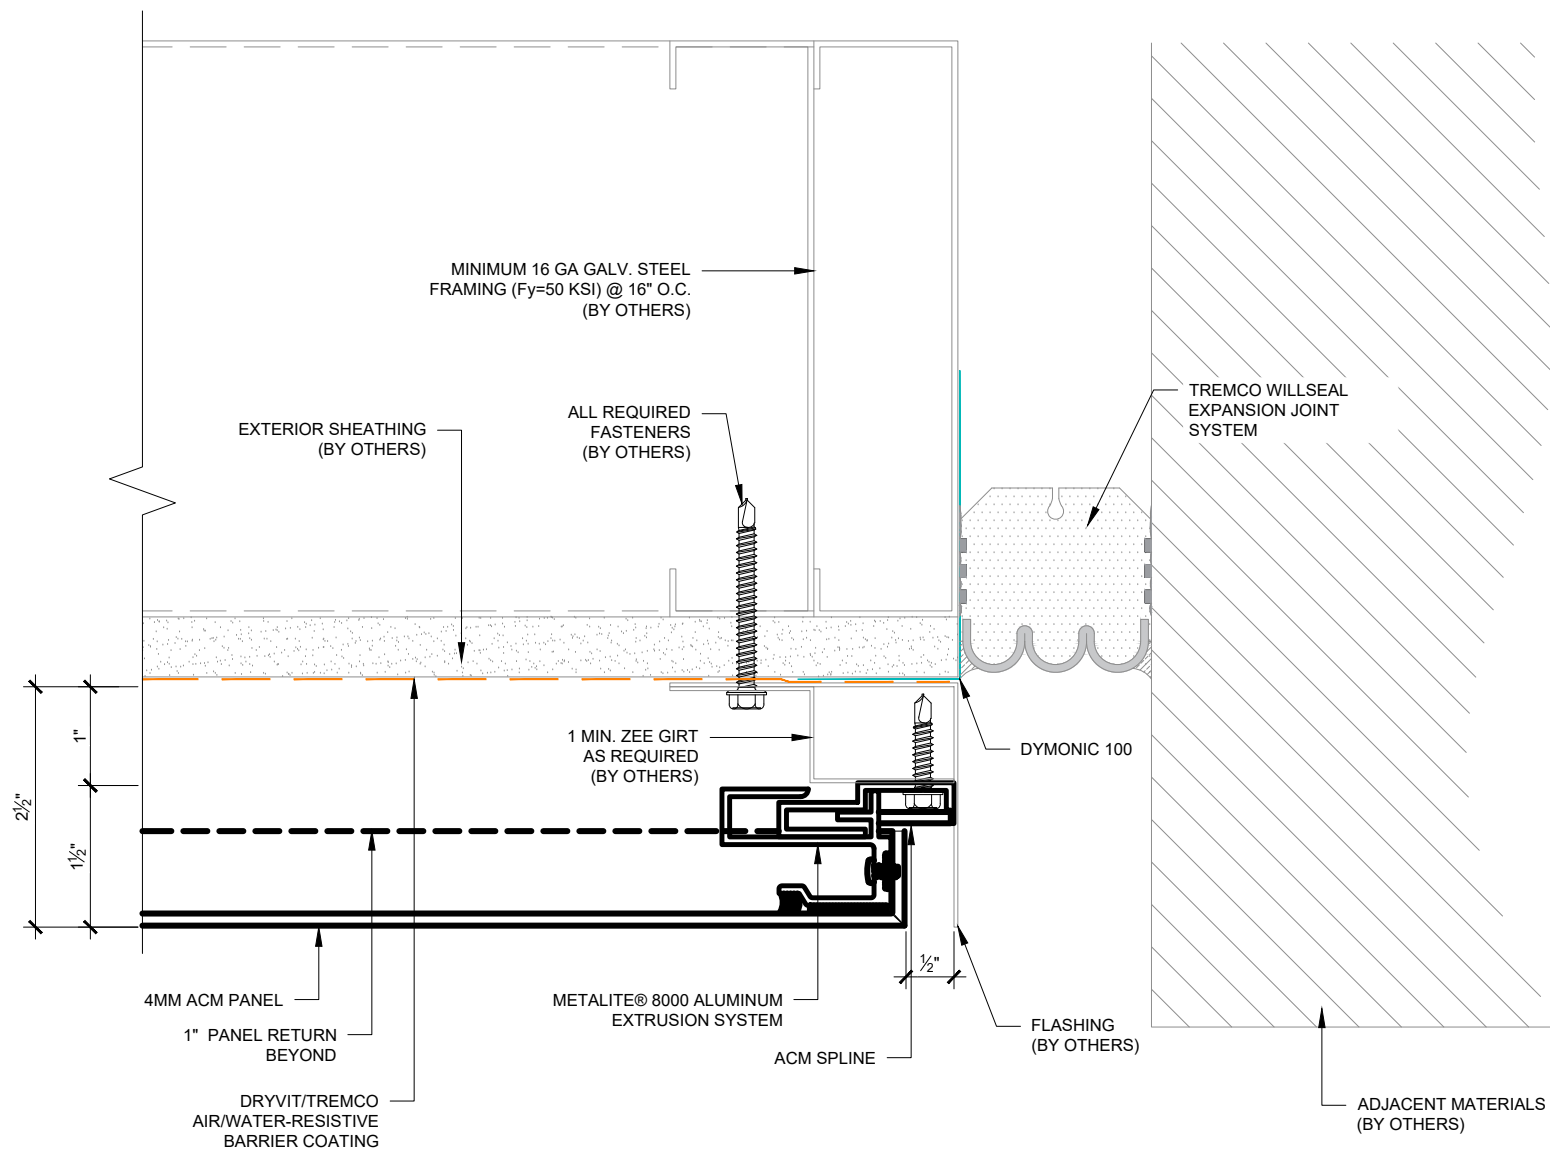 MINIMUM 16 GA GALV. STEEL
FRAMING (Fy=50 KSI) @ 16" O.C.
(BY OTHERS)
TREMCO WILLSEAL
EXPANSION JOINT
SYSTEM
ALL REQUIRED
FASTENERS
(BY OTHERS)
EXTERIOR SHEATHING
(BY OTHERS)
1 MIN. ZEE GIRT
AS REQUIRED
(BY OTHERS)
DYMONIC 100
1"
2½"
1½"
½"
4MM ACM PANEL
1" PANEL RETURN
BEYOND
METALITE® 8000 ALUMINUM
EXTRUSION SYSTEM
ACM SPLINE
FLASHING
(BY OTHERS)
DRYVIT/TREMCO
AIR/WATER-RESISTIVE
BARRIER COATING
ADJACENT MATERIALS
(BY OTHERS)